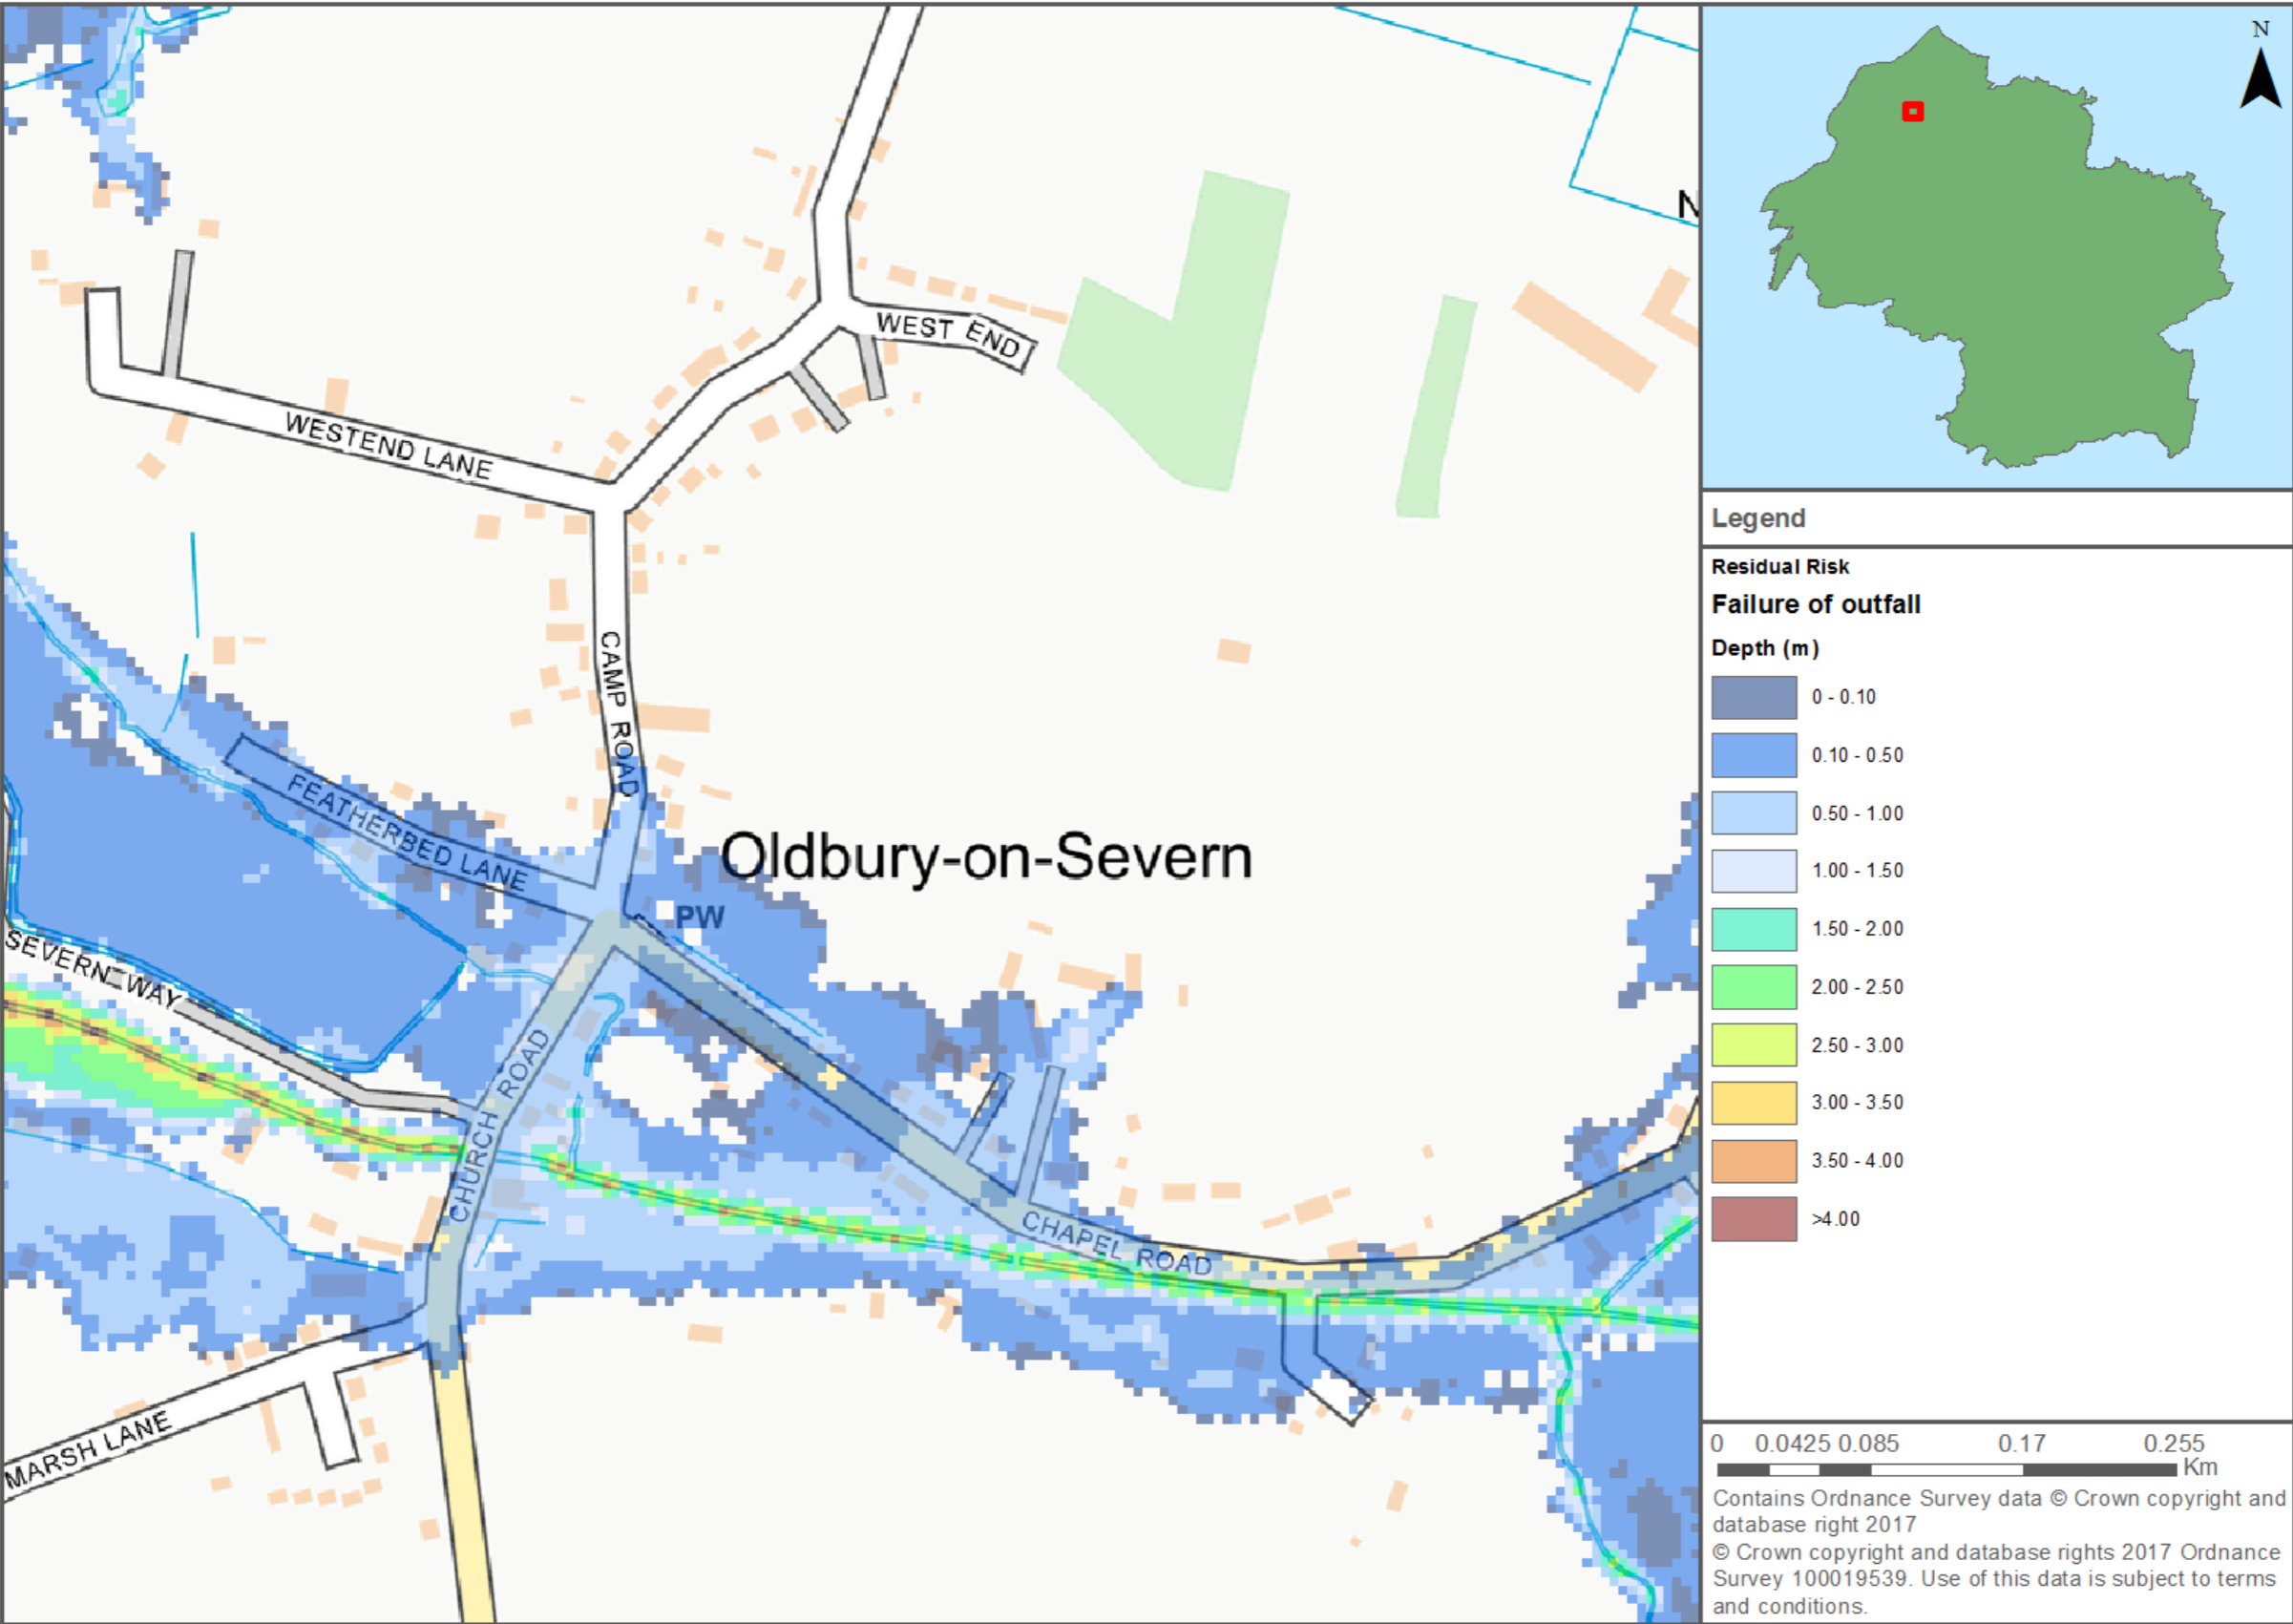 WEST END
WESTEND LANE
CAMP ROAD
FEATHERBED LANE
Oldbury-on-Severn
PW
SEVERN WAY
CHURCH ROAD
CHAPEL ROAD
MARSH LANE
N
N
Legend
Residual Risk
Failure of outfall
Depth (m)
0 - 0.10
0.10 - 0.50
0.50 - 1.00
1.00 - 1.50
1.50 - 2.00
2.00 - 2.50
2.50 - 3.00
3.00 - 3.50
3.50 - 4.00
>4.00
0 0.0425 0.085 0.17 0.255
Km
Contains Ordnance Survey data © Crown copyright and
database right 2017
© Crown copyright and database rights 2017 Ordnance
Survey 100019539. Use of this data is subject to terms
and conditions.